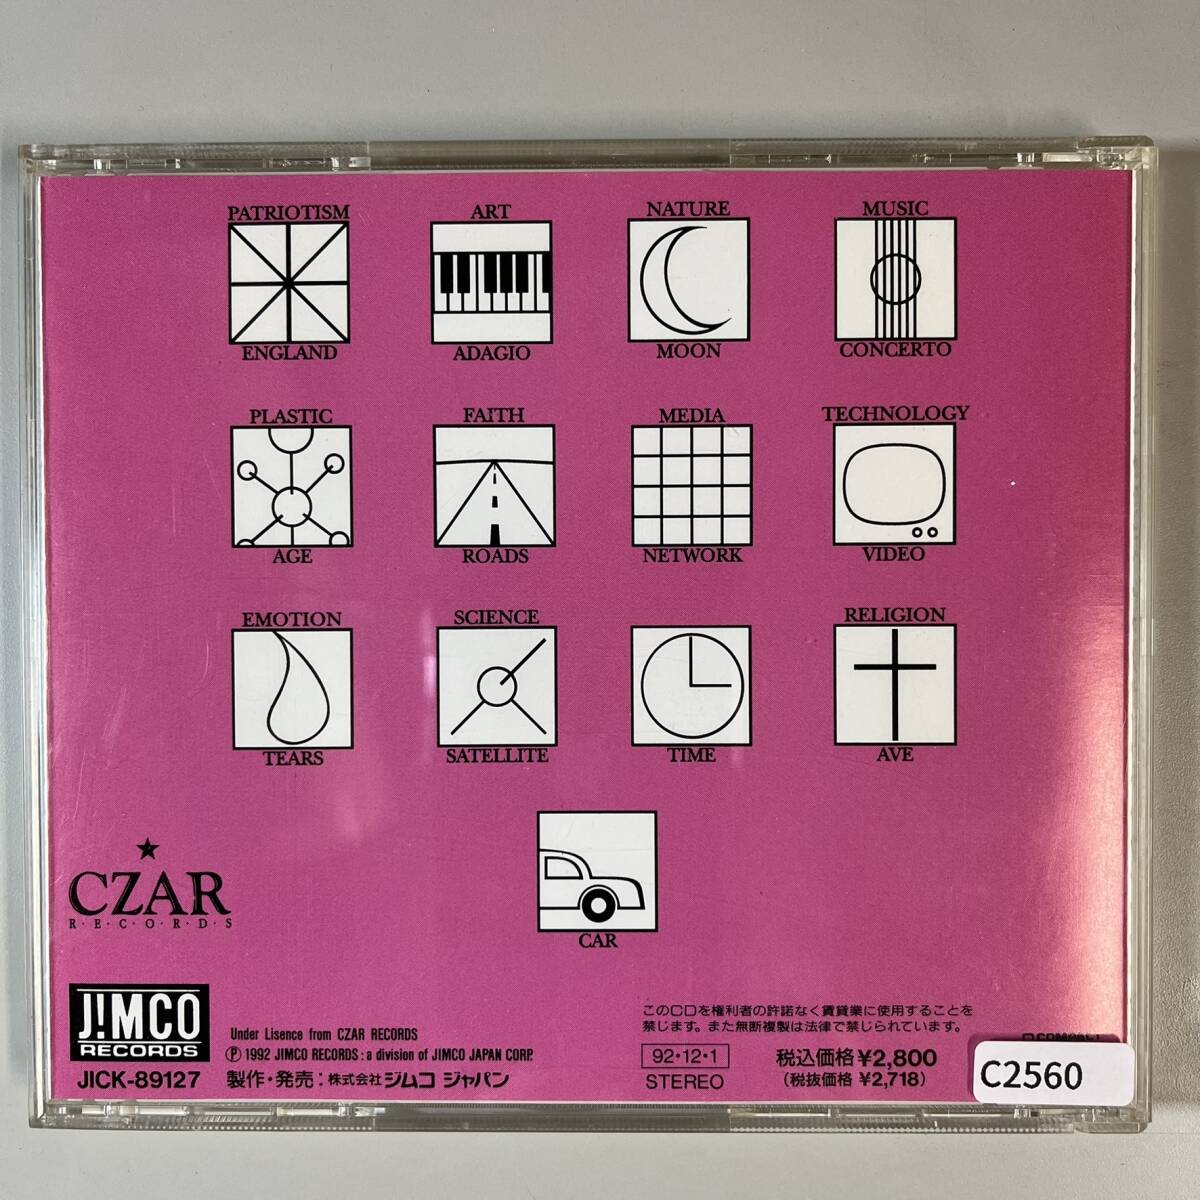 PATRIOTISM
ENGLAND
ART
ADAGIO
NATURE
MOON
MUSIC
CONCERTO
PLASTIC
AGE
FAITH
ROADS
MEDIA
NETWORK
TECHNOLOGY
VIDEO
EMOTION
TEARS
SCIENCE
SATELLITE
TIME
RELIGION
AVE
CAR
CZAR
R·E·C·O·R·D·S
J!MCO
RECORDS
JICK-89127
Under Lisence from CZAR RECORDS
Ⓟ 1992 JIMCO RECORDS : a division of JIMCO JAPAN CORP.
製作・発売：株式会社 ジムコ ジャパン
このCDを権利者の許諾なく賃貸業に使用することを
禁じます。また無断複製は法律で禁じられています。
92・12・1
STEREO
税込価格 ¥2,800
(税抜価格 ¥2,718)
C2560